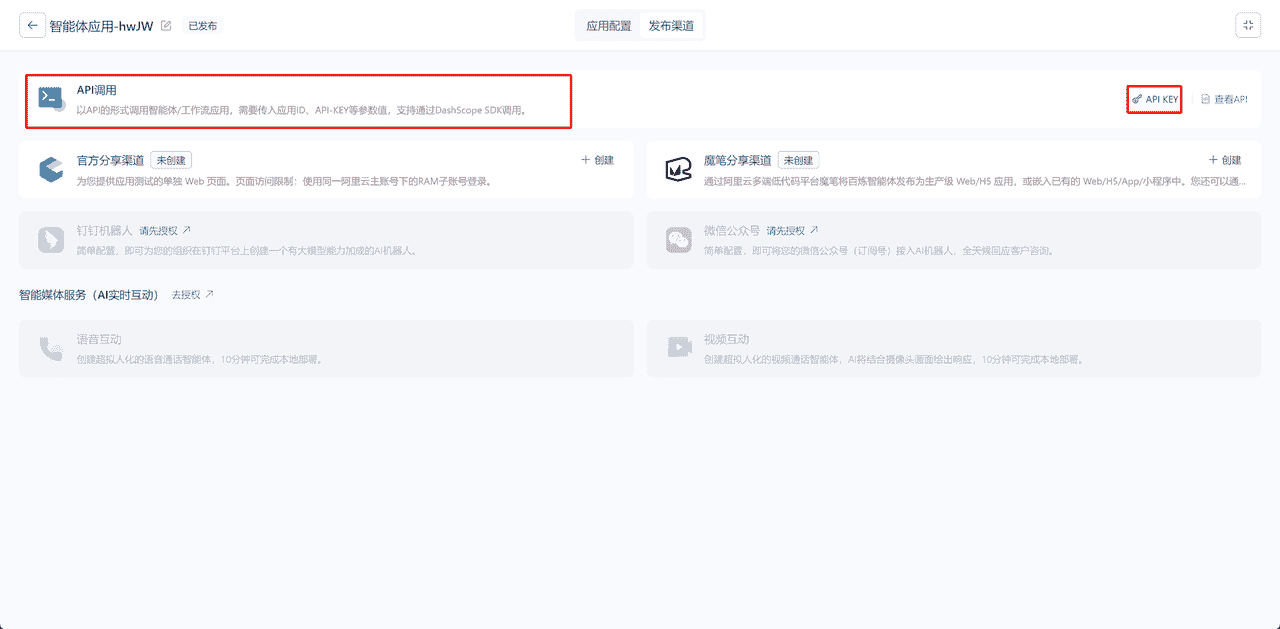 智能体应用-hwJW 已发布 应用配置 发布渠道
API调用
以API的形式调用智能体/工作流应用，需要传入应用ID、API-KEY等参数值，支持通过DashScope SDK调用。
API KEY 查看API
官方分享渠道 未创建 + 创建
为您提供应用测试的单独 Web 页面。页面访问限制：使用同一阿里云主账号下的RAM子账号登录。
魔笔分享渠道 未创建 + 创建
通过阿里云多端低代码平台魔笔将百炼智能体发布为生产级 Web/H5 应用，或嵌入已有的 Web/H5/App/小程序中。您还可以通...
钉钉机器人 请先授权
简单配置，即可为您的组织在钉钉平台上创建一个有大模型能力加成的AI机器人。
微信公众号 请先授权
简单配置，即可将您的微信公众号（订阅号）接入AI机器人，全天候回应客户咨询。
智能媒体服务（AI实时互动） 去授权
语音互动
创建超拟人化的语音通话智能体，10分钟可完成本地部署。
视频互动
创建超拟人化的视频通话智能体，AI将结合摄像头画面给出响应，10分钟可完成本地部署。